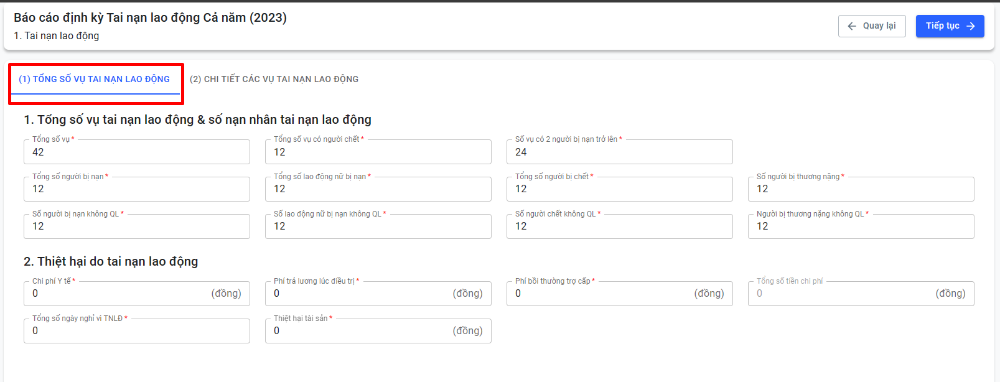 Báo cáo định kỳ Tai nạn lao động Cả năm (2023)
1. Tai nạn lao động
Quay lại
Tiếp tục
(1) TỔNG SỐ VỤ TAI NẠN LAO ĐỘNG
(2) CHI TIẾT CÁC VỤ TAI NẠN LAO ĐỘNG
1. Tổng số vụ tai nạn lao động & số nạn nhân tai nạn lao động
Tổng số vụ *
42
Tổng số vụ có người chết *
12
Số vụ có 2 người bị nạn trở lên *
24
Tổng số người bị nạn *
12
Tổng số lao động nữ bị nạn *
12
Tổng số người bị chết *
12
Số người bị thương nặng *
12
Số người bị nạn không QL *
12
Số lao động nữ bị nạn không QL *
12
Số người chết không QL *
12
Người bị thương nặng không QL *
12
2. Thiệt hại do tai nạn lao động
Chi phí Y tế *
0 (đồng)
Phí trả lương lúc điều trị *
0 (đồng)
Phí bồi thường trợ cấp *
0 (đồng)
Tổng số tiền chi phí
0 (đồng)
Tổng số ngày nghỉ vì TNLĐ *
0
Thiệt hại tài sản *
0 (đồng)